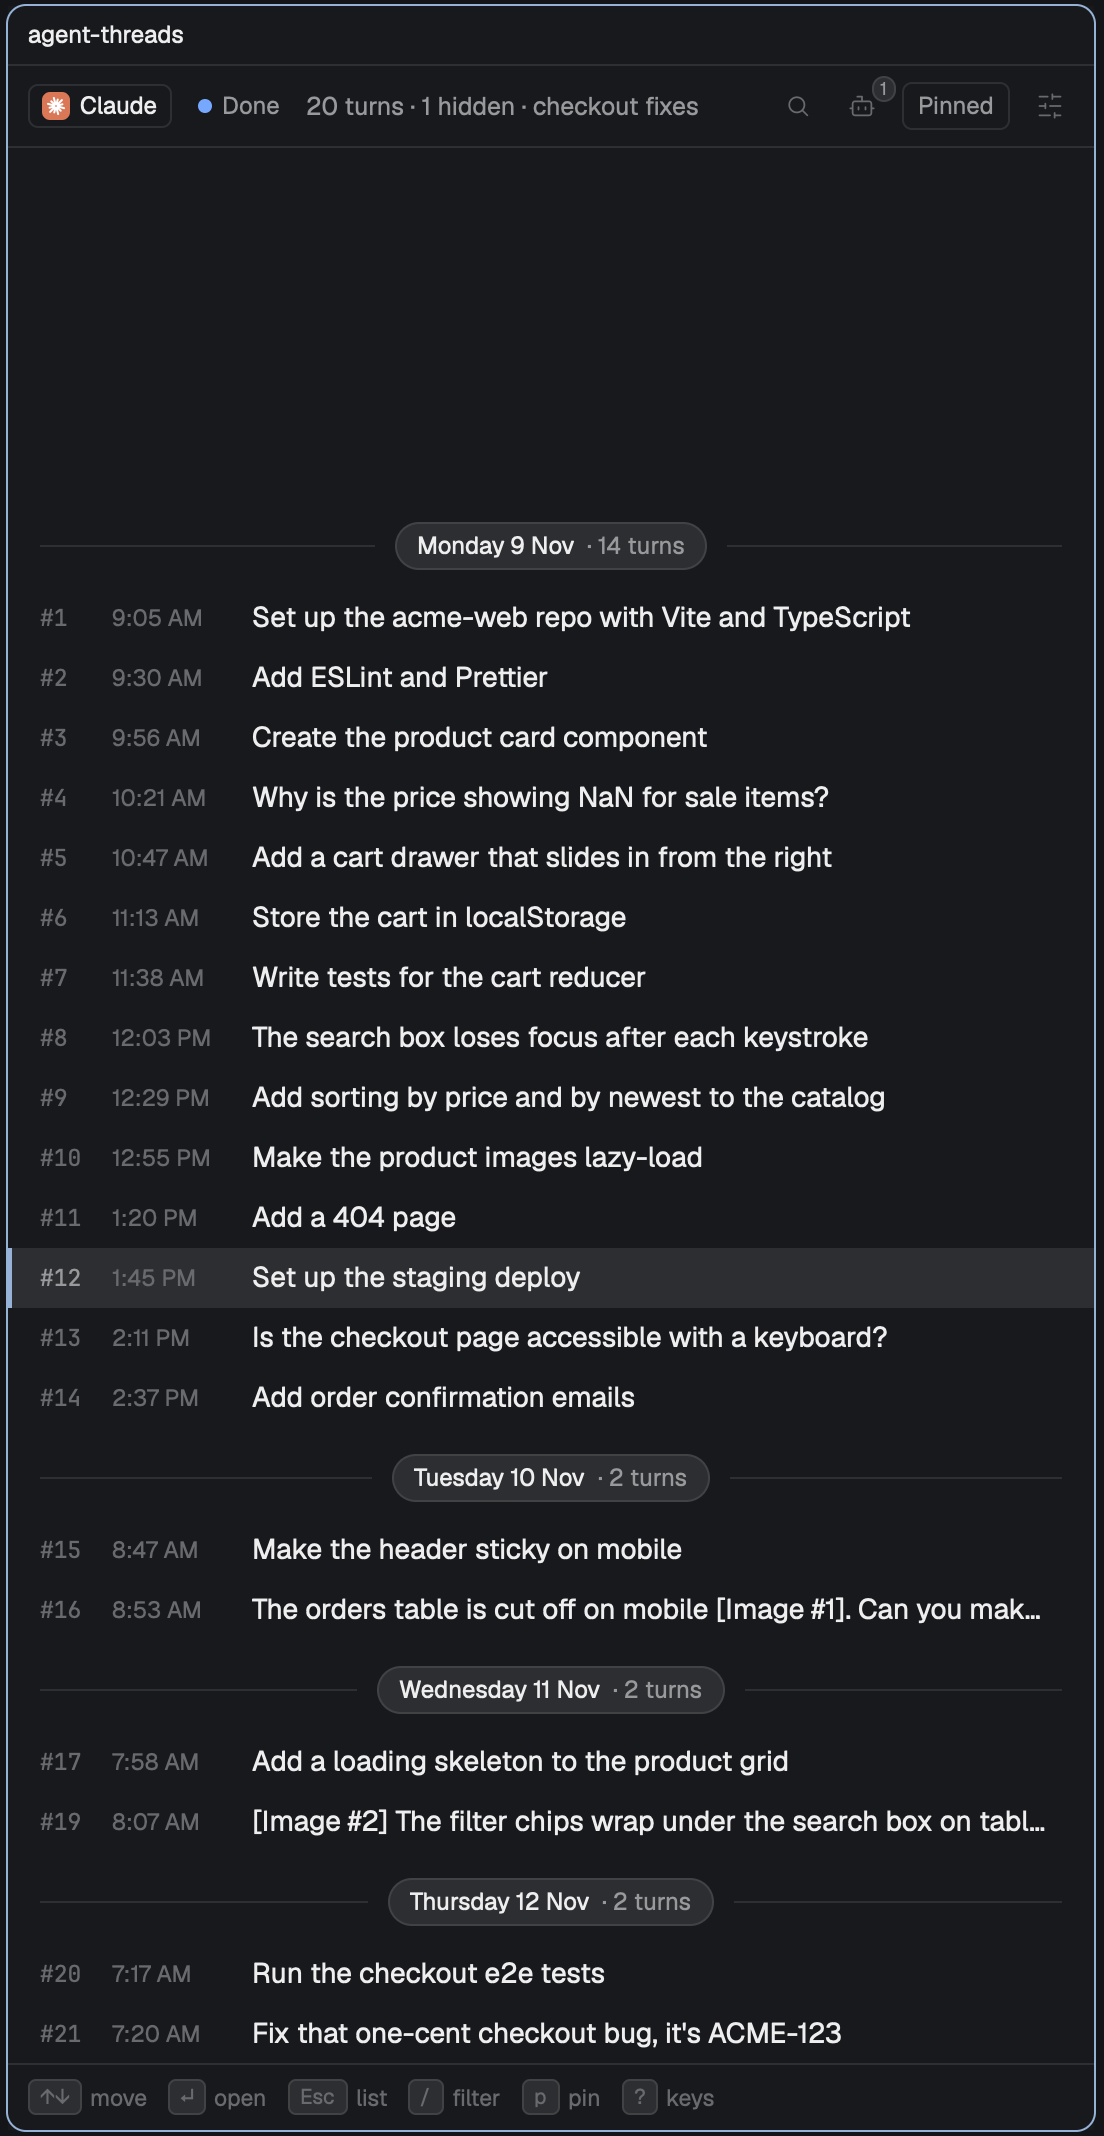 agent-threads
Claude Done 20 turns · 1 hidden · checkout fixes 1 Pinned
Monday 9 Nov · 14 turns
#1 9:05 AM Set up the acme-web repo with Vite and TypeScript
#2 9:30 AM Add ESLint and Prettier
#3 9:56 AM Create the product card component
#4 10:21 AM Why is the price showing NaN for sale items?
#5 10:47 AM Add a cart drawer that slides in from the right
#6 11:13 AM Store the cart in localStorage
#7 11:38 AM Write tests for the cart reducer
#8 12:03 PM The search box loses focus after each keystroke
#9 12:29 PM Add sorting by price and by newest to the catalog
#10 12:55 PM Make the product images lazy-load
#11 1:20 PM Add a 404 page
#12 1:45 PM Set up the staging deploy
#13 2:11 PM Is the checkout page accessible with a keyboard?
#14 2:37 PM Add order confirmation emails
Tuesday 10 Nov · 2 turns
#15 8:47 AM Make the header sticky on mobile
#16 8:53 AM The orders table is cut off on mobile [Image #1]. Can you mak...
Wednesday 11 Nov · 2 turns
#17 7:58 AM Add a loading skeleton to the product grid
#19 8:07 AM [Image #2] The filter chips wrap under the search box on tabl...
Thursday 12 Nov · 2 turns
#20 7:17 AM Run the checkout e2e tests
#21 7:20 AM Fix that one-cent checkout bug, it's ACME-123
↑↓ move ↵ open Esc list / filter p pin ? keys